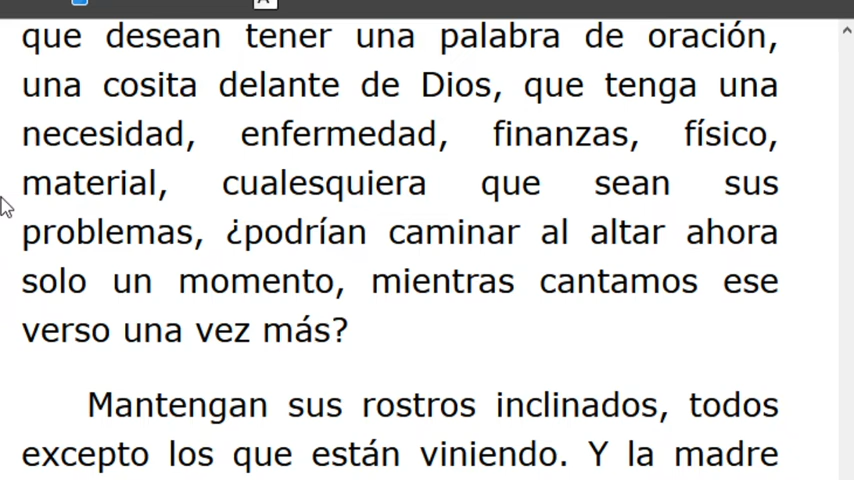 que desean tener una palabra de oración,
una cosita delante de Dios, que tenga una
necesidad, enfermedad, finanzas, físico,
material, cualesquiera que sean sus
problemas, ¿podrían caminar al altar ahora
solo un momento, mientras cantamos ese
verso una vez más?
Mantengan sus rostros inclinados, todos
excepto los que están viniendo. Y la madre